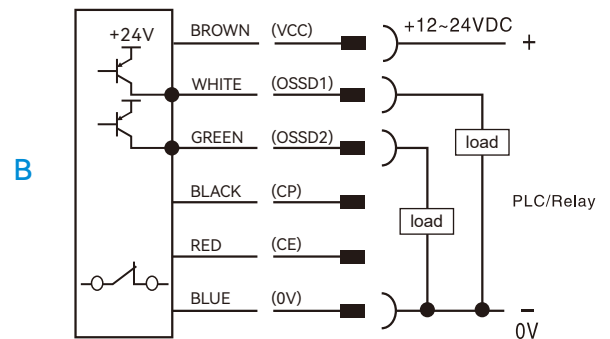 +24V BROWN (VCC) +12~24VDC +
WHITE (OSSD1)
load
GREEN (OSSD2)
B
BLACK (CP) PLC/Relay
load
RED (CE)
BLUE (0V) −
0V